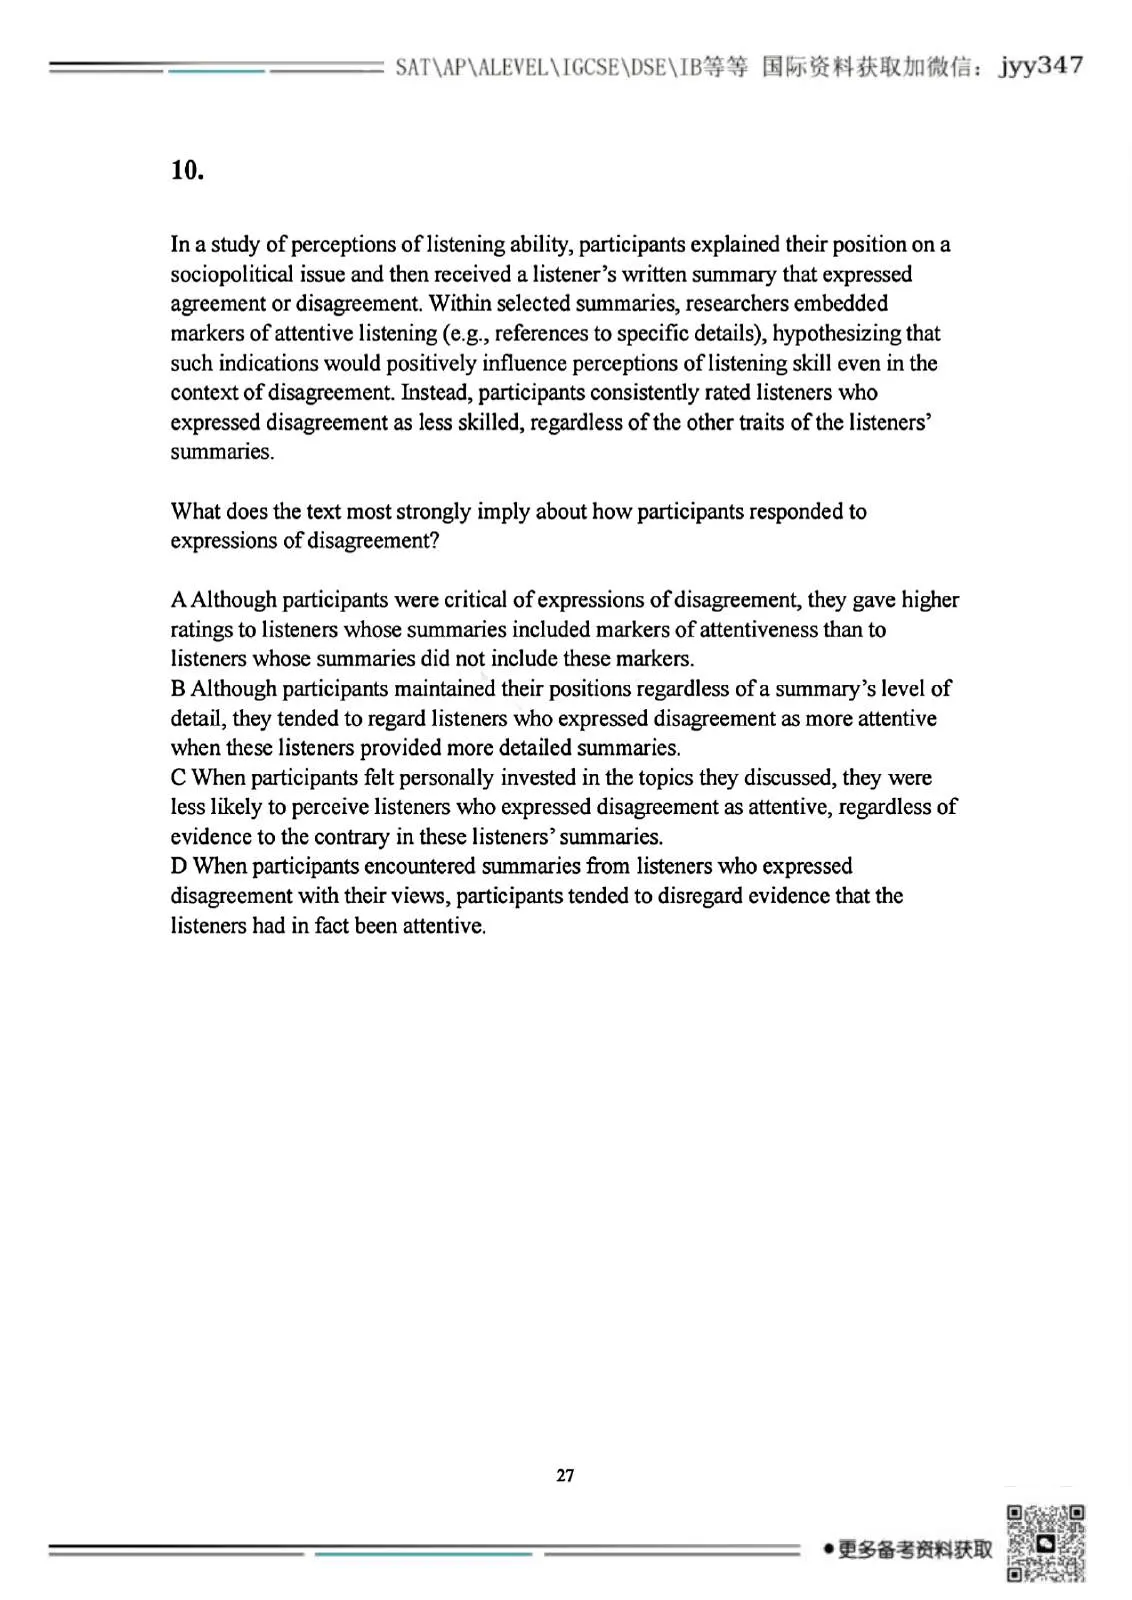 SAT\AP\ALEVEL\IGCSE\DSE\IB等等 国际资料获取加微信：jyy347
10.
In a study of perceptions of listening ability, participants explained their position on a
sociopolitical issue and then received a listener's written summary that expressed
agreement or disagreement. Within selected summaries, researchers embedded
markers of attentive listening (e.g., references to specific details), hypothesizing that
such indications would positively influence perceptions of listening skill even in the
context of disagreement. Instead, participants consistently rated listeners who
expressed disagreement as less skilled, regardless of the other traits of the listeners'
summaries.
What does the text most strongly imply about how participants responded to
expressions of disagreement?
A Although participants were critical of expressions of disagreement, they gave higher
ratings to listeners whose summaries included markers of attentiveness than to
listeners whose summaries did not include these markers.
B Although participants maintained their positions regardless of a summary's level of
detail, they tended to regard listeners who expressed disagreement as more attentive
when these listeners provided more detailed summaries.
C When participants felt personally invested in the topics they discussed, they were
less likely to perceive listeners who expressed disagreement as attentive, regardless of
evidence to the contrary in these listeners' summaries.
D When participants encountered summaries from listeners who expressed
disagreement with their views, participants tended to disregard evidence that the
listeners had in fact been attentive.
27
●更多备考资料获取